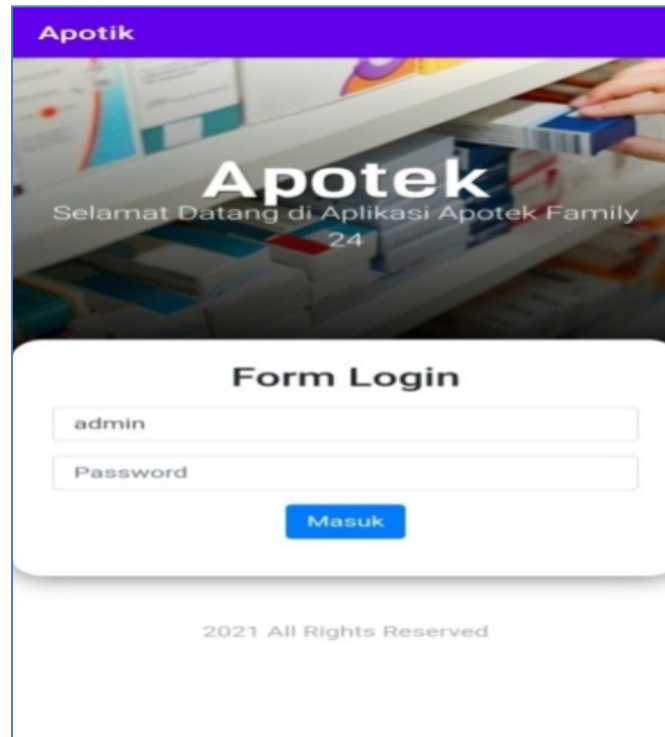 Apotik
Apotek
Selamat Datang di Aplikasi Apotek Family
24
Form Login
admin
Password
Masuk
2021 All Rights Reserved